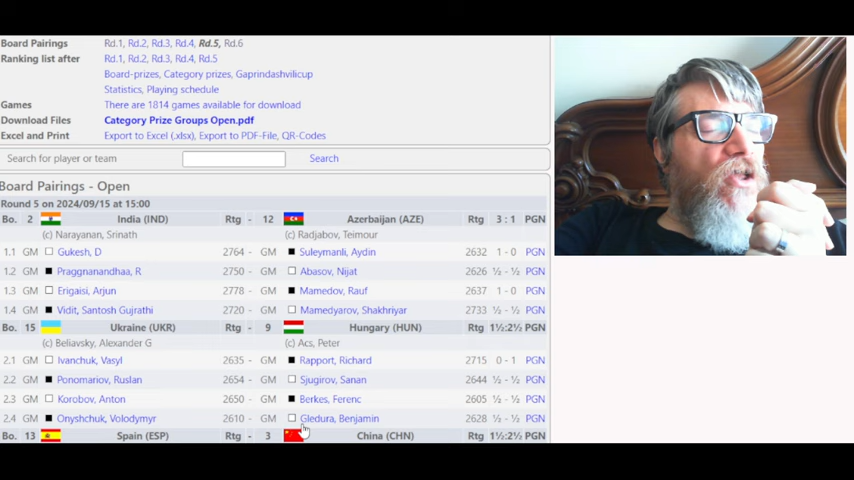 Board Pairings Rd.1, Rd.2, Rd.3, Rd.4, Rd.5, Rd.6
Ranking list after Rd.1, Rd.2, Rd.3, Rd.4, Rd.5
Board-prizes, Category prizes, Gaprindashvilicup
Statistics, Playing schedule
Games There are 1814 games available for download
Download Files Category Prize Groups Open.pdf
Excel and Print Export to Excel (.xlsx), Export to PDF-File, QR-Codes
Search for player or team Search
Board Pairings - Open
Round 5 on 2024/09/15 at 15:00
Bo. 2 India (IND) Rtg - 12 Azerbaijan (AZE) Rtg 3 : 1 PGN
(c) Narayanan, Srinath (c) Radjabov, Teimour
1.1 GM Gukesh, D 2764 - GM Suleymanli, Aydin 2632 1 - 0 PGN
1.2 GM Praggnanandhaa, R 2750 - GM Abasov, Nijat 2626 ½ - ½ PGN
1.3 GM Erigaisi, Arjun 2778 - GM Mamedov, Rauf 2637 1 - 0 PGN
1.4 GM Vidit, Santosh Gujrathi 2720 - GM Mamedyarov, Shakhriyar 2733 ½ - ½ PGN
Bo. 15 Ukraine (UKR) Rtg - 9 Hungary (HUN) Rtg 1½:2½ PGN
(c) Beliavsky, Alexander G (c) Acs, Peter
2.1 GM Ivanchuk, Vasyl 2635 - GM Rapport, Richard 2715 0 - 1 PGN
2.2 GM Ponomariov, Ruslan 2654 - GM Sjugirov, Sanan 2644 ½ - ½ PGN
2.3 GM Korobov, Anton 2650 - GM Berkes, Ferenc 2605 ½ - ½ PGN
2.4 GM Onyshchuk, Volodymyr 2610 - GM Gledura, Benjamin 2628 ½ - ½ PGN
Bo. 13 Spain (ESP) Rtg - 3 China (CHN) Rtg 1½:2½ PGN